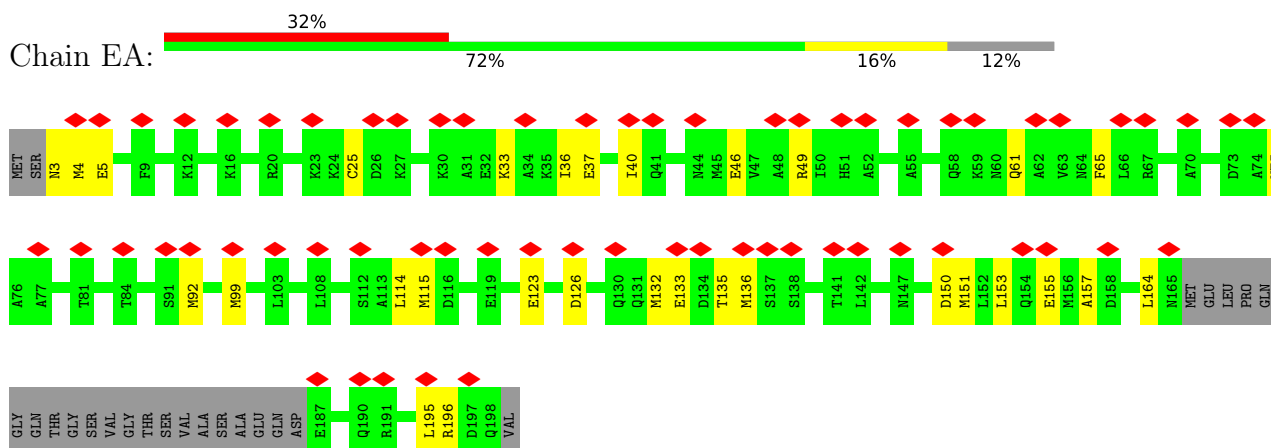 32%
Chain EA:
72% 16% 12%
MET SER N3 M4 E5 F9 K12 K16 R20 K23 K24 C25 D26 K27 K30 A31 E32 K33 A34 K35 I36 E37 I40 Q41 N44 M45 E46 V47 A48 R49 I50 H51 A52 A55 Q58 K59 N60 Q61 A62 V63 N64 F65 L66 R67 A70 D73 A74
A76 A77 T81 T84 S91 M92 M99 L103 L108 S112 A113 L114 M115 D116 E119 E123 D126 Q130 Q131 M132 E133 D134 T135 M136 S137 S138 T141 L142 N147 D150 M151 L152 L153 Q154 E155 M156 A157 D158 L164 N165 MET GLU LEU PRO GLN
GLY GLN THR GLY SER VAL GLY THR SER VAL ALA SER ALA GLU GLN ASP E187 Q190 R191 L195 R196 D197 Q198 VAL